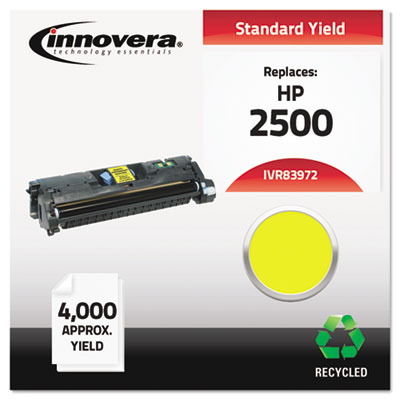 innovera
technology essentials
Standard Yield
Replaces:
HP
2500
IVR83972
4,000
APPROX.
YIELD
RECYCLED